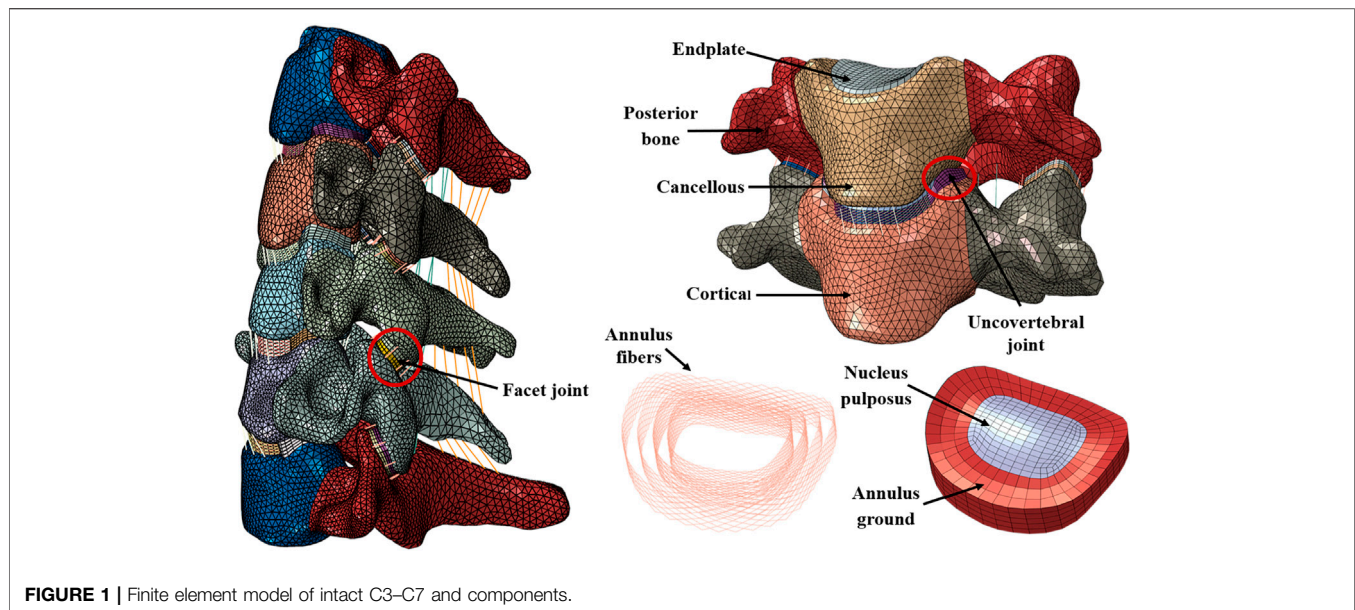 Endplate
Posterior
bone
Cancellous
Cortical
Uncovertebral
joint
Facet joint
Annulus
fibers
Nucleus
pulposus
Annulus
ground
FIGURE 1 | Finite element model of intact C3–C7 and components.